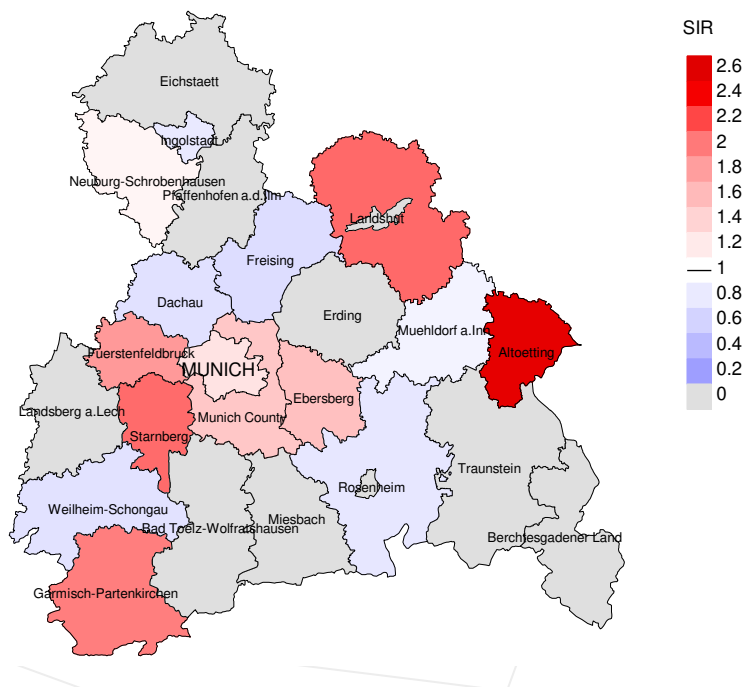 SIR
2.6
2.4
2.2
2
1.8
1.6
1.4
1.2
1
0.8
0.6
0.4
0.2
0
Eichstaett
Ingolstadt
Neuburg-Schrobenhausen
Pfaffenhofen a.d.Ilm
Landshut
Freising
Dachau
Erding
Muehldorf a.Inn
Altoetting
Fuerstenfeldbruck
MUNICH
Ebersberg
Landsberg a.Lech
Munich County
Starnberg
Traunstein
Rosenheim
Weilheim-Schongau
Miesbach
Bad Toelz-Wolfratshausen
Berchtesgadener Land
Garmisch-Partenkirchen